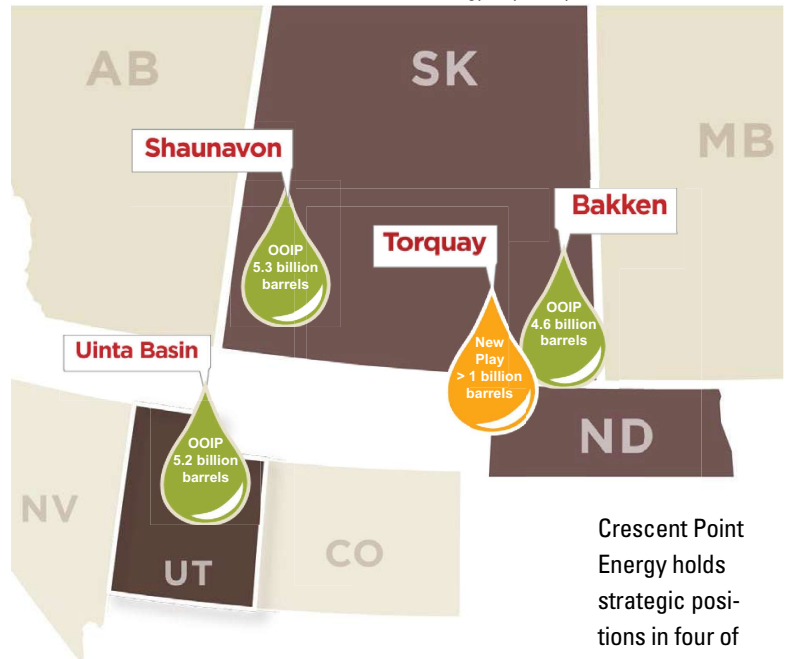 AB
SK
MB
Shaunavon
OOIP
5.3 billion
barrels
Bakken
OOIP
4.6 billion
barrels
Torquay
New
Play
> 1 billion
barrels
Uinta Basin
OOIP
5.2 billion
barrels
ND
NV
UT
CO
Crescent Point
Energy holds
strategic posi-
tions in four of